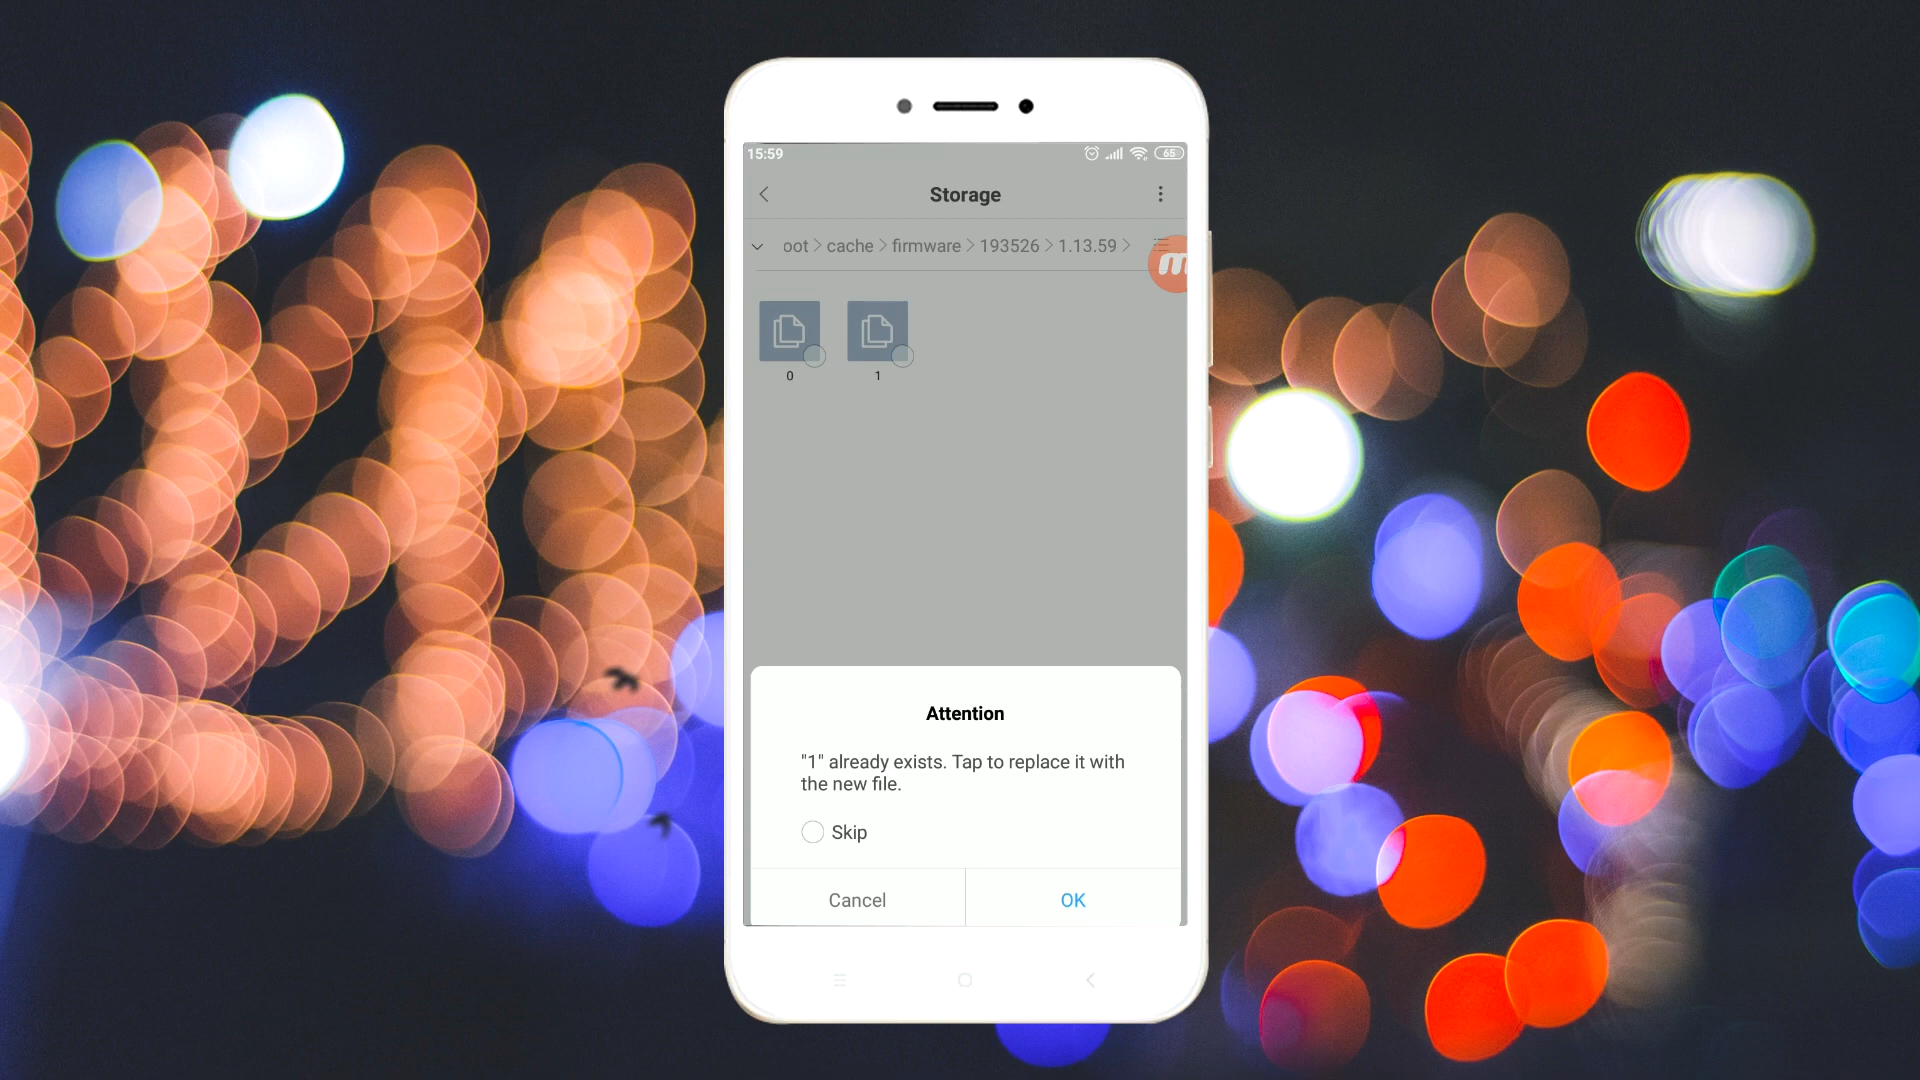 15:59
65
Storage
oot > cache > firmware > 193526 > 1.13.59 >
m
0 1
Attention
"1" already exists. Tap to replace it with
the new file.
Skip
Cancel OK